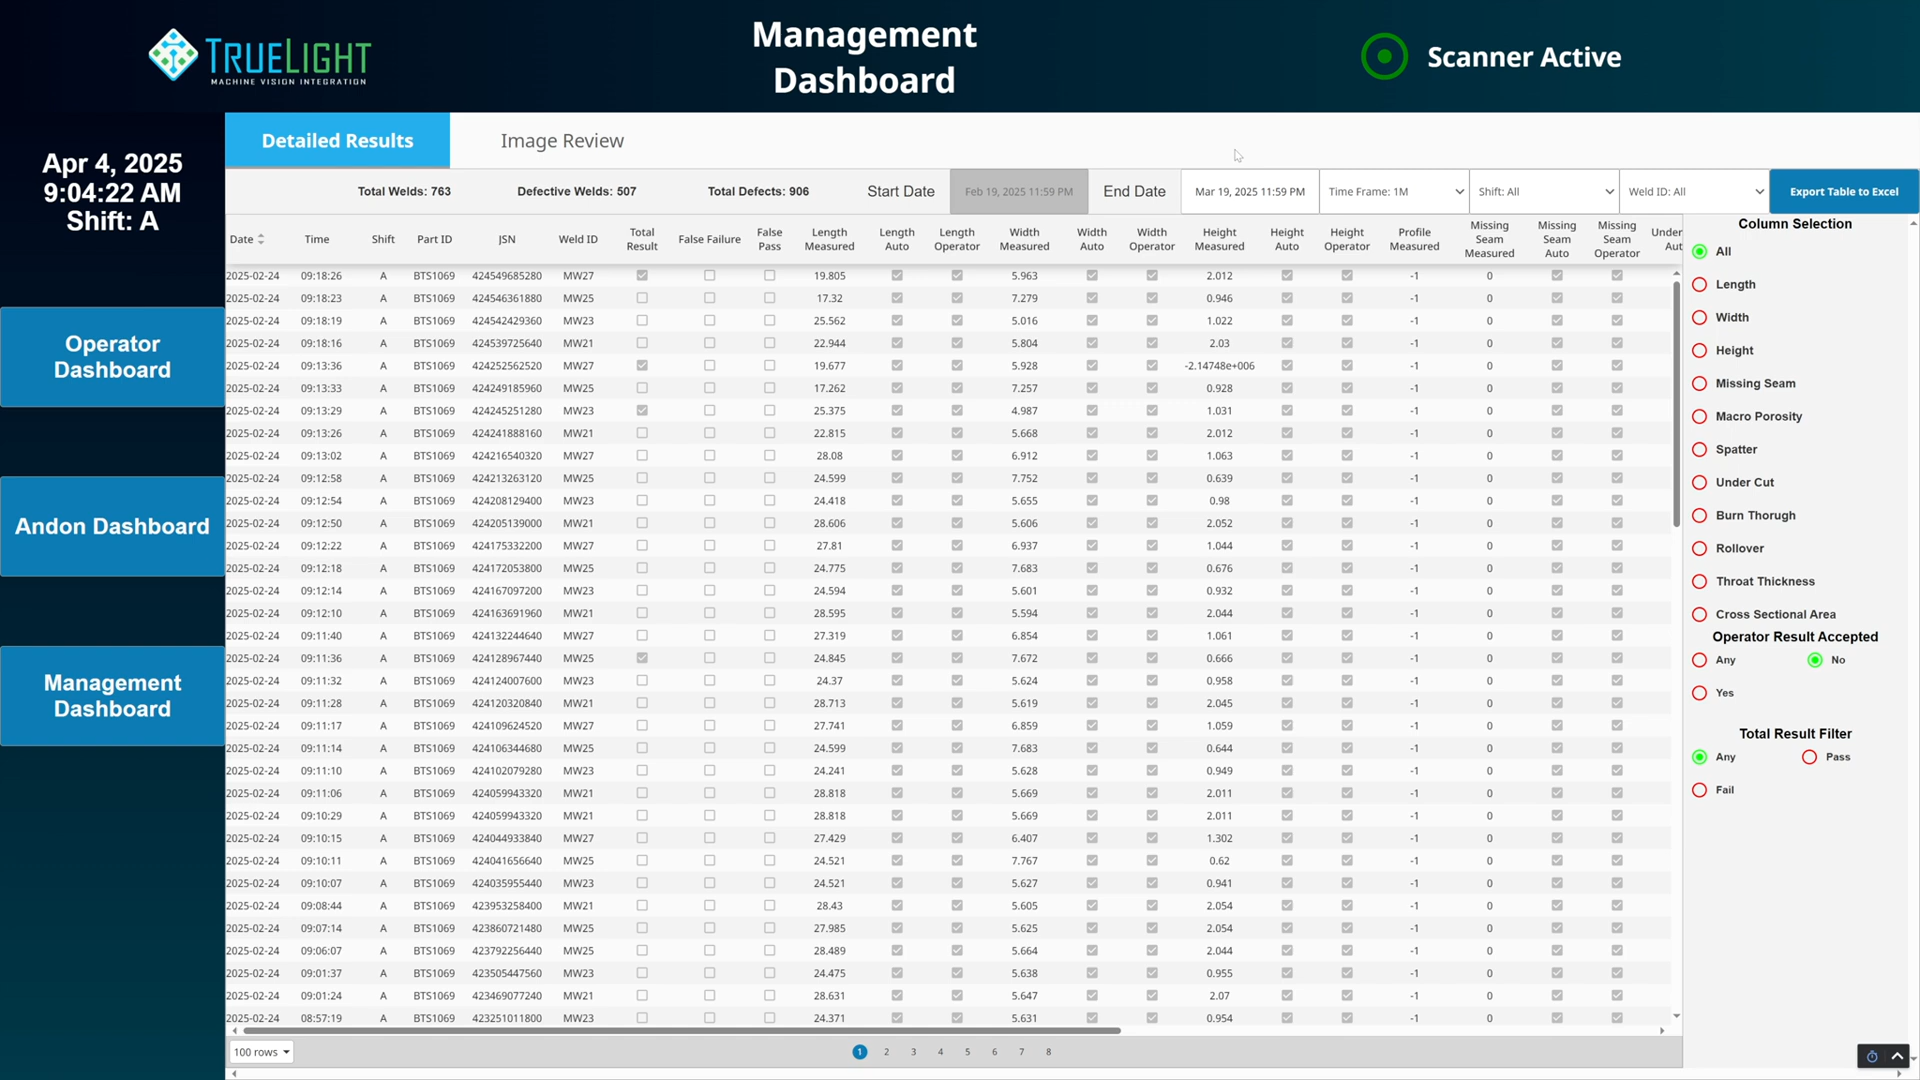 TRUELIGHT
MACHINE VISION INTEGRATION
Management
Dashboard
Scanner Active
Apr 4, 2025
9:04:22 AM
Shift: A
Operator
Dashboard
Andon Dashboard
Management
Dashboard
Detailed Results Image Review
Total Welds: 763 Defective Welds: 507 Total Defects: 906 Start Date Feb 19, 2025 11:59 PM End Date Mar 19, 2025 11:59 PM Time Frame: 1M Shift: All Weld ID: All Export Table to Excel
Date Time Shift Part ID JSN Weld ID Total Result False Failure False Pass Length Measured Length Auto Length Operator Width Measured Width Auto Width Operator Height Measured Height Auto Height Operator Profile Measured Missing Seam Measured Missing Seam Auto Missing Seam Operator Under Aut
2025-02-24 09:18:26 A BTS1069 424549685280 MW27 19.805 5.963 2.012 -1 0
2025-02-24 09:18:23 A BTS1069 424546361880 MW25 17.32 7.279 0.946 -1 0
2025-02-24 09:18:19 A BTS1069 424542429360 MW23 25.562 5.016 1.022 -1 0
2025-02-24 09:18:16 A BTS1069 424539725640 MW21 22.944 5.804 2.03 -1 0
2025-02-24 09:13:36 A BTS1069 424252562520 MW27 19.677 5.928 -2.14748e+006 -1 0
2025-02-24 09:13:33 A BTS1069 424249185960 MW25 17.262 7.257 0.928 -1 0
2025-02-24 09:13:29 A BTS1069 424245251280 MW23 25.375 4.987 1.031 -1 0
2025-02-24 09:13:26 A BTS1069 424241888160 MW21 22.815 5.668 2.012 -1 0
2025-02-24 09:13:02 A BTS1069 424216540320 MW27 28.08 6.912 1.063 -1 0
2025-02-24 09:12:58 A BTS1069 424213263120 MW25 24.599 7.752 0.639 -1 0
2025-02-24 09:12:54 A BTS1069 424208129400 MW23 24.418 5.655 0.98 -1 0
2025-02-24 09:12:50 A BTS1069 424205139000 MW21 28.606 5.606 2.052 -1 0
2025-02-24 09:12:22 A BTS1069 424175332200 MW27 27.81 6.937 1.044 -1 0
2025-02-24 09:12:18 A BTS1069 424172053800 MW25 24.775 7.683 0.676 -1 0
2025-02-24 09:12:14 A BTS1069 424167097200 MW23 24.594 5.601 0.932 -1 0
2025-02-24 09:12:10 A BTS1069 424163691960 MW21 28.595 5.594 2.044 -1 0
2025-02-24 09:11:40 A BTS1069 424132244640 MW27 27.319 6.854 1.061 -1 0
2025-02-24 09:11:36 A BTS1069 424128967440 MW25 24.845 7.672 0.666 -1 0
2025-02-24 09:11:32 A BTS1069 424124007600 MW23 24.37 5.624 0.958 -1 0
2025-02-24 09:11:28 A BTS1069 424120320840 MW21 28.713 5.619 2.045 -1 0
2025-02-24 09:11:17 A BTS1069 424109624520 MW27 27.741 6.859 1.059 -1 0
2025-02-24 09:11:14 A BTS1069 424106344680 MW25 24.599 7.683 0.644 -1 0
2025-02-24 09:11:10 A BTS1069 424102079280 MW23 24.241 5.628 0.949 -1 0
2025-02-24 09:11:06 A BTS1069 424059943320 MW21 28.818 5.669 2.011 -1 0
2025-02-24 09:10:29 A BTS1069 424059943320 MW21 28.818 5.669 2.011 -1 0
2025-02-24 09:10:15 A BTS1069 424044933840 MW27 27.429 6.407 1.302 -1 0
2025-02-24 09:10:11 A BTS1069 424041656640 MW25 24.521 7.767 0.62 -1 0
2025-02-24 09:10:07 A BTS1069 424035955440 MW23 24.521 5.627 0.941 -1 0
2025-02-24 09:08:44 A BTS1069 423953258400 MW21 28.43 5.605 2.054 -1 0
2025-02-24 09:07:14 A BTS1069 423860721480 MW25 27.985 5.625 2.054 -1 0
2025-02-24 09:06:07 A BTS1069 423792256440 MW25 28.489 5.664 2.044 -1 0
2025-02-24 09:01:37 A BTS1069 423505447560 MW23 24.475 5.638 0.955 -1 0
2025-02-24 09:01:24 A BTS1069 423469077240 MW21 28.631 5.647 2.07 -1 0
2025-02-24 08:57:19 A BTS1069 423251011800 MW23 24.371 5.631 0.954 -1 0
100 rows 1 2 3 4 5 6 7 8
Column Selection
All
Length
Width
Height
Missing Seam
Macro Porosity
Spatter
Under Cut
Burn Thorugh
Rollover
Throat Thickness
Cross Sectional Area
Operator Result Accepted
Any No
Yes
Total Result Filter
Any Pass
Fail